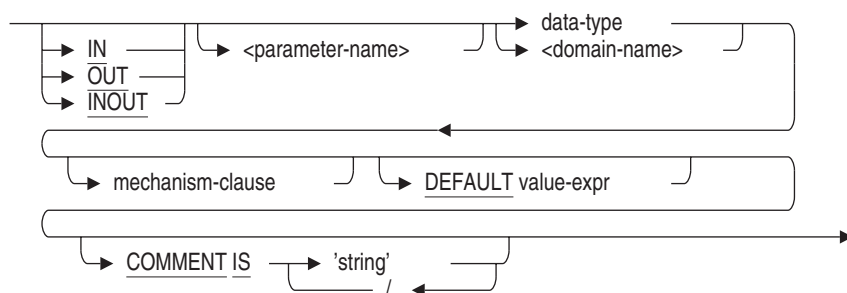 data-type
IN <parameter-name> <domain-name>
OUT
INOUT
mechanism-clause DEFAULT value-expr
COMMENT IS 'string'
/